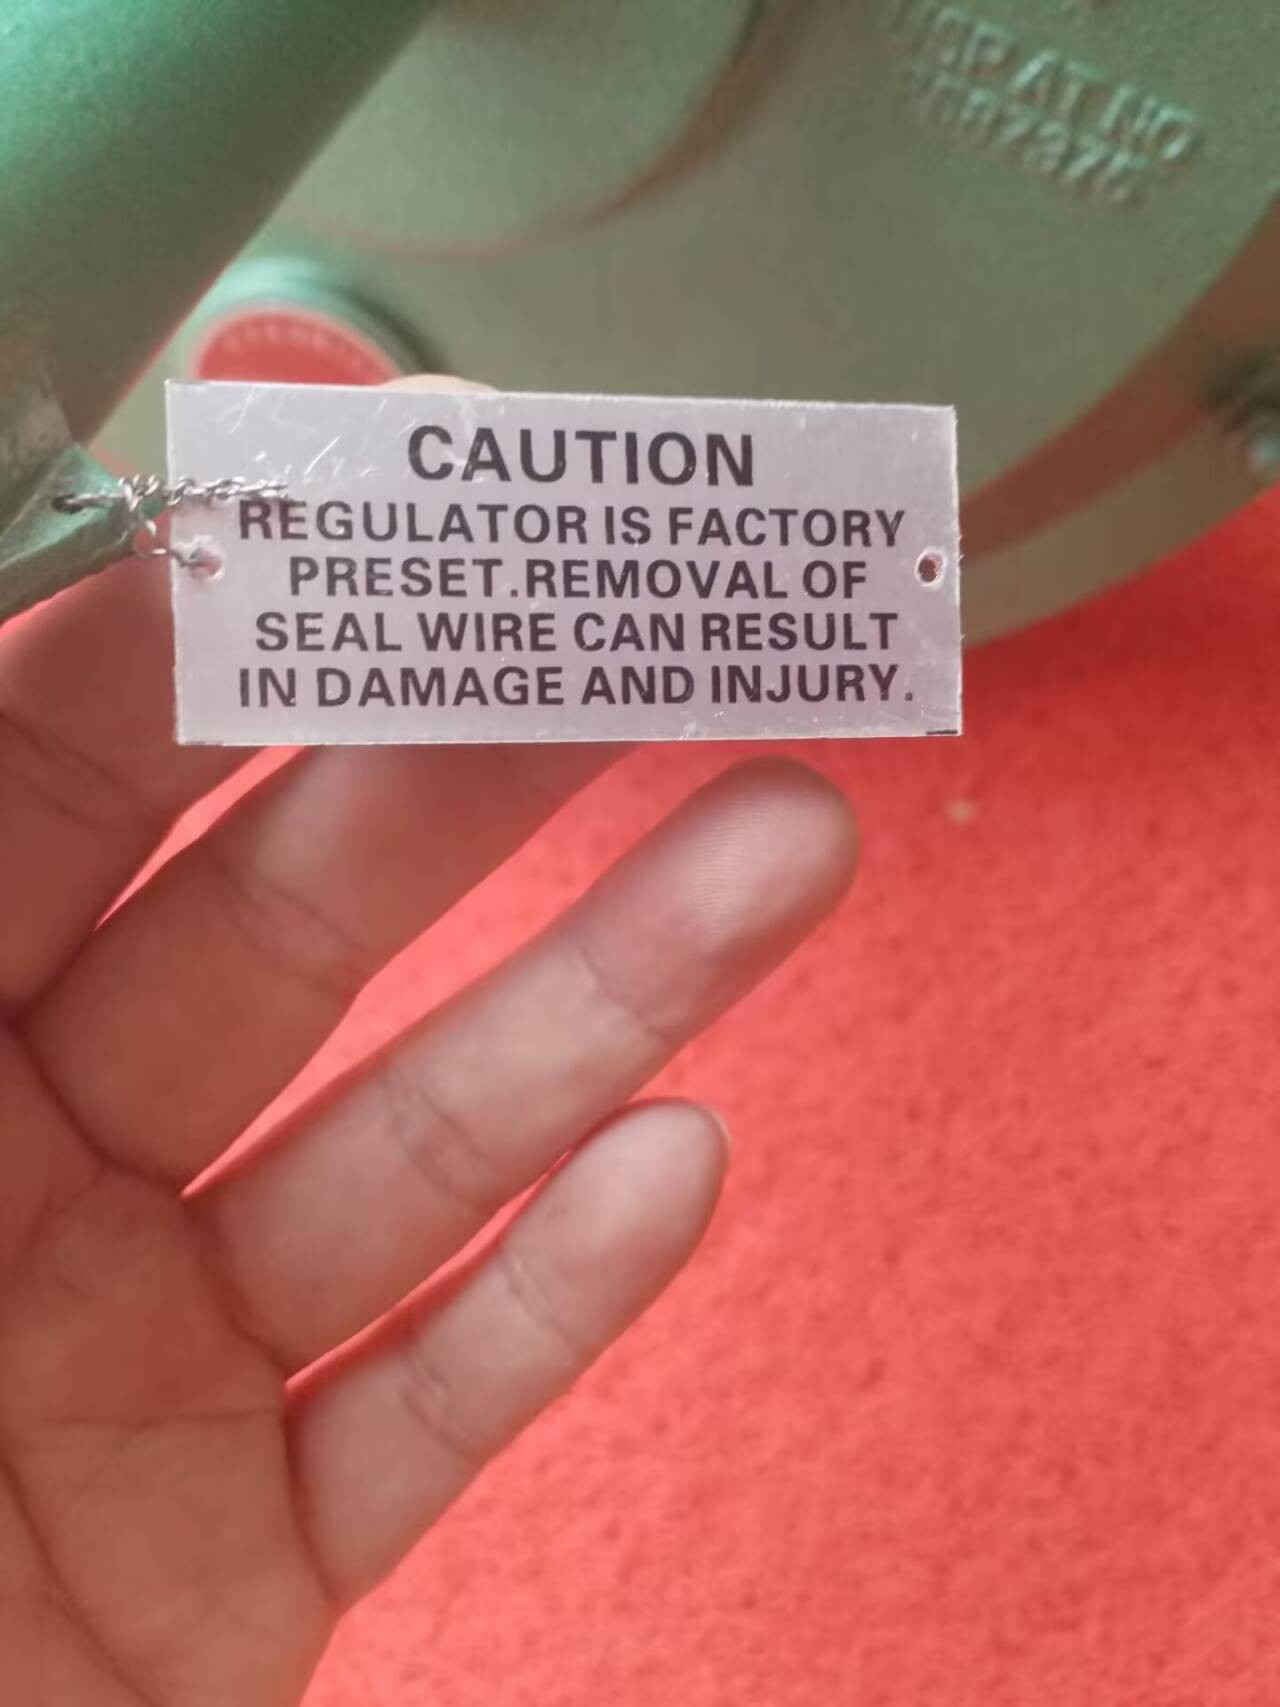 CAUTION
REGULATOR IS FACTORY
PRESET.REMOVAL OF
SEAL WIRE CAN RESULT
IN DAMAGE AND INJURY.